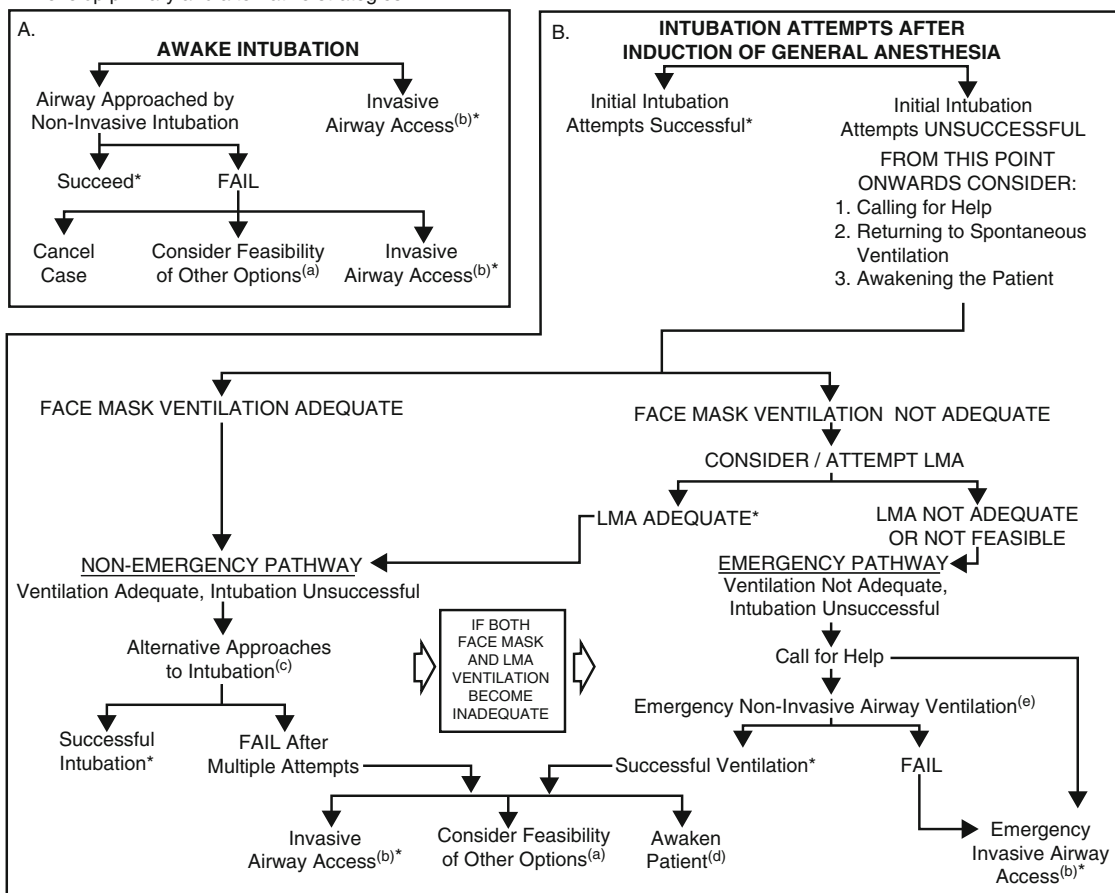 A.
AWAKE INTUBATION
Airway Approached by
Non-Invasive Intubation
Invasive
Airway Access(b)*
Succeed*
FAIL
Cancel
Case
Consider Feasibility
of Other Options(a)
Invasive
Airway Access(b)*
B.
INTUBATION ATTEMPTS AFTER
INDUCTION OF GENERAL ANESTHESIA
Initial Intubation
Attempts Successful*
Initial Intubation
Attempts UNSUCCESSFUL
FROM THIS POINT
ONWARDS CONSIDER:
1. Calling for Help
2. Returning to Spontaneous
Ventilation
3. Awakening the Patient
FACE MASK VENTILATION ADEQUATE
FACE MASK VENTILATION NOT ADEQUATE
CONSIDER / ATTEMPT LMA
LMA ADEQUATE*
LMA NOT ADEQUATE
OR NOT FEASIBLE
NON-EMERGENCY PATHWAY
Ventilation Adequate, Intubation Unsuccessful
EMERGENCY PATHWAY
Ventilation Not Adequate,
Intubation Unsuccessful
Alternative Approaches
to Intubation(c)
IF BOTH
FACE MASK
AND LMA
VENTILATION
BECOME
INADEQUATE
Call for Help
Emergency Non-Invasive Airway Ventilation(e)
Successful
Intubation*
FAIL After
Multiple Attempts
Successful Ventilation*
FAIL
Invasive
Airway Access(b)*
Consider Feasibility
of Other Options(a)
Awaken
Patient(d)
Emergency
Invasive Airway
Access(b)*